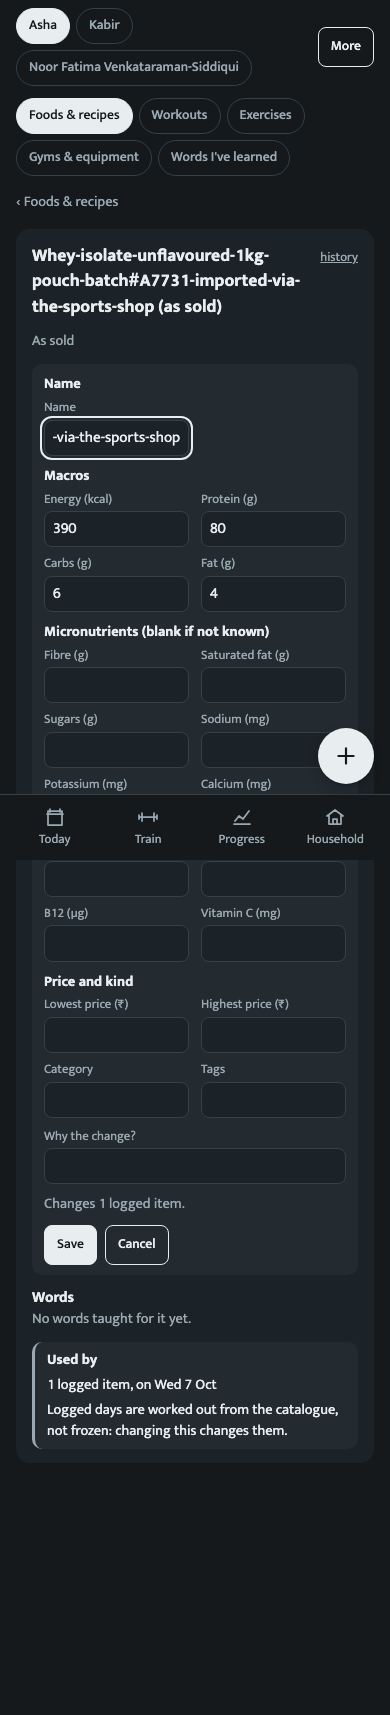 Asha
Kabir
More
Noor Fatima Venkataraman-Siddiqui
Foods & recipes
Workouts
Exercises
Gyms & equipment
Words I've learned
‹ Foods & recipes
Whey-isolate-unflavoured-1kg-
pouch-batch#A7731-imported-via-
the-sports-shop (as sold)
history
As sold
Name
Name
-via-the-sports-shop
Macros
Energy (kcal)
Protein (g)
390
80
Carbs (g)
Fat (g)
6
4
Micronutrients (blank if not known)
Fibre (g)
Saturated fat (g)
Sugars (g)
Sodium (mg)
Potassium (mg)
Calcium (mg)
Today
Train
Progress
Household
B12 (µg)
Vitamin C (mg)
Price and kind
Lowest price (₹)
Highest price (₹)
Category
Tags
Why the change?
Changes 1 logged item.
Save
Cancel
Words
No words taught for it yet.
Used by
1 logged item, on Wed 7 Oct
Logged days are worked out from the catalogue,
not frozen: changing this changes them.